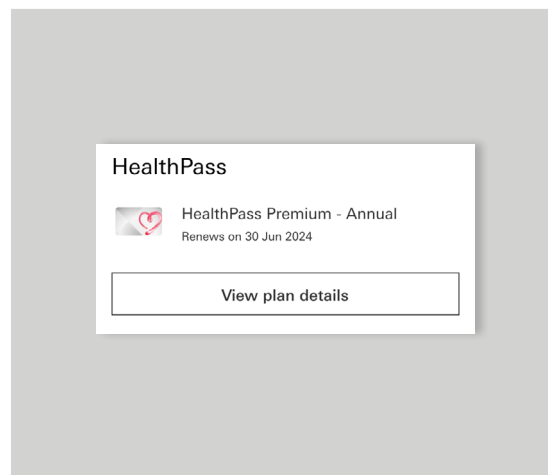 HealthPass
HealthPass Premium - Annual
Renews on 30 Jun 2024
View plan details